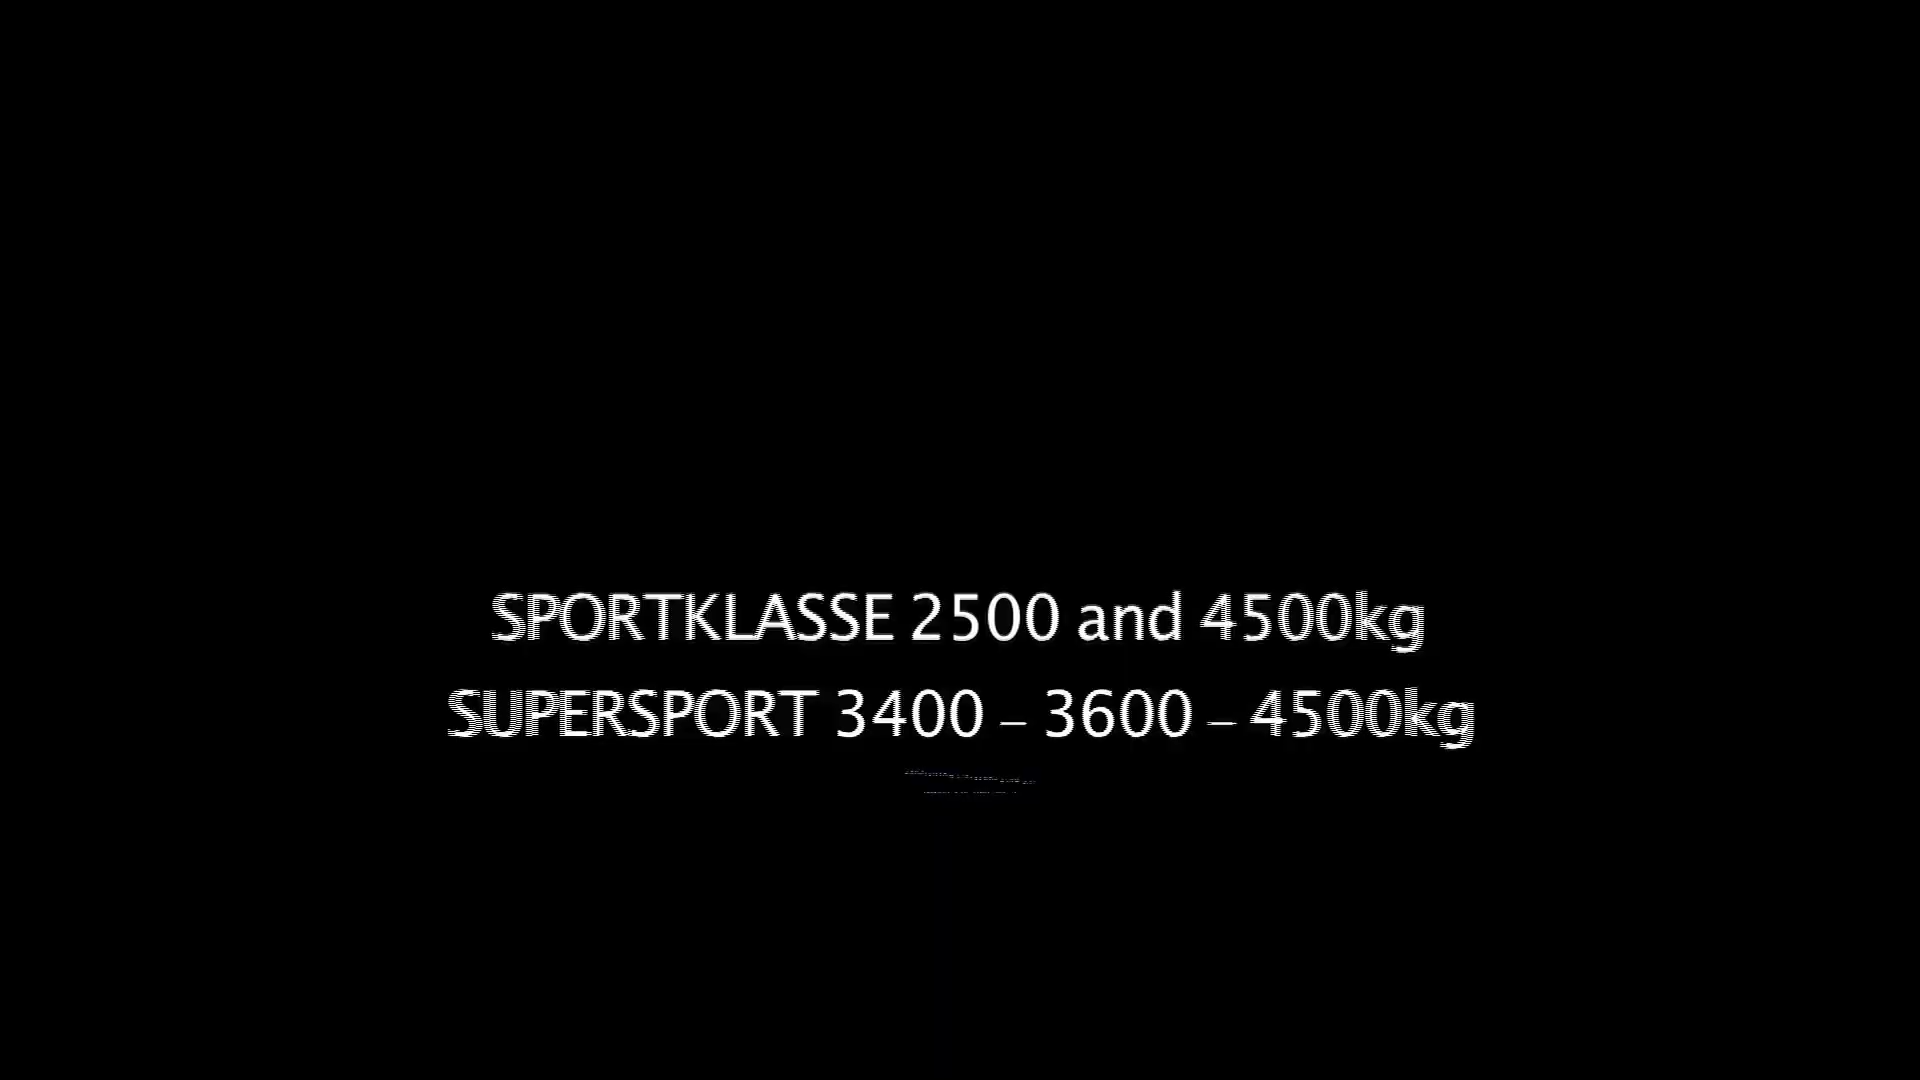 SPORTKLASSE 2500 and 4500kg
SUPERSPORT 3400 – 3600 – 4500kg